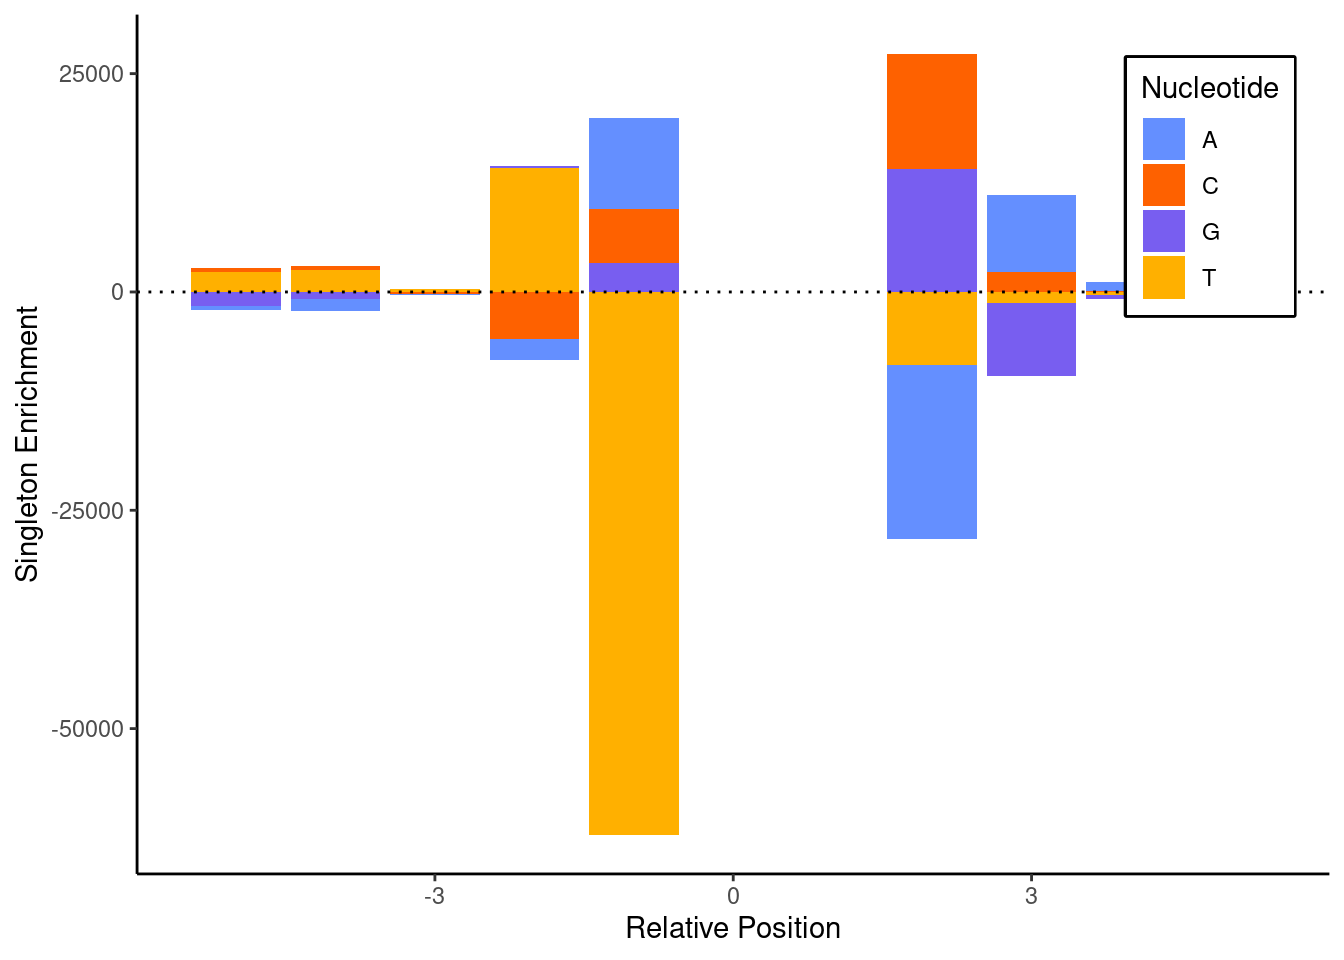 25000
0
-25000
-50000
Singleton Enrichment
-3
0
3
Relative Position
Nucleotide
A
C
G
T